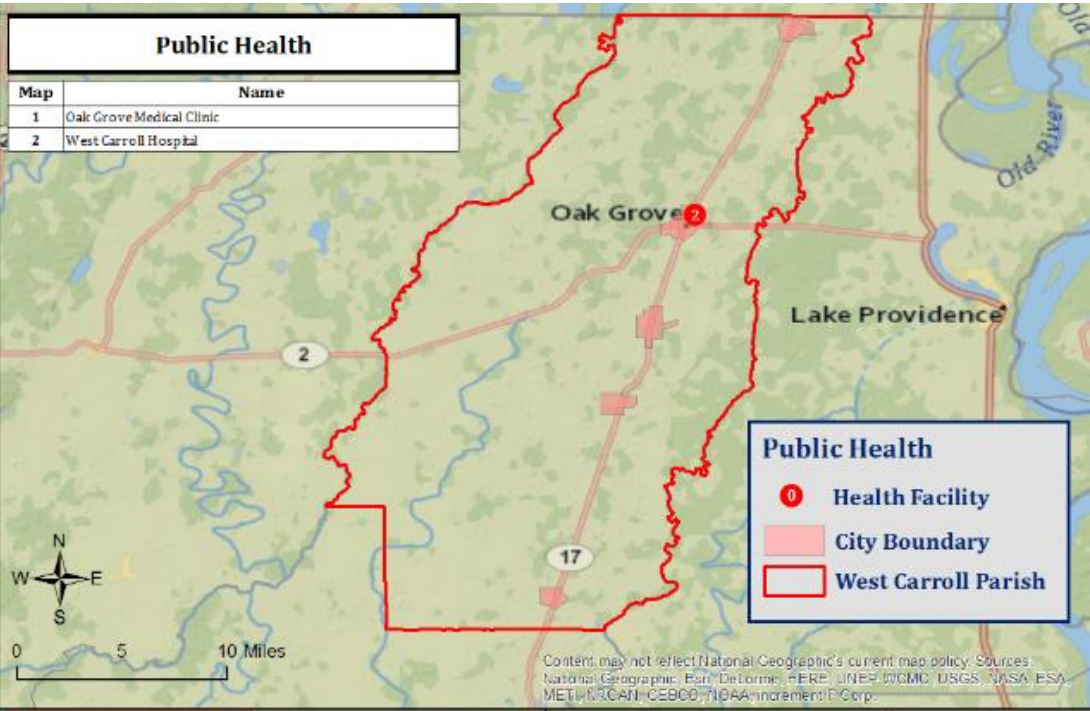 Public Health
Map Name
1 Oak Grove Medical Clinic
2 West Carroll Hospital
Old
Old River
Oak Grove
2
Lake Providence
2
Public Health
0 Health Facility
City Boundary
West Carroll Parish
17
N
W E
S
0 5 10 Miles
Content may not reflect National Geographic's current map policy. Sources:
National Geographic, Esri, DeLorme, HERE, UNEP-WCMC, USGS, NASA, ESA,
METI, NRCAN, GEBCO, NOAA, increment P Corp.